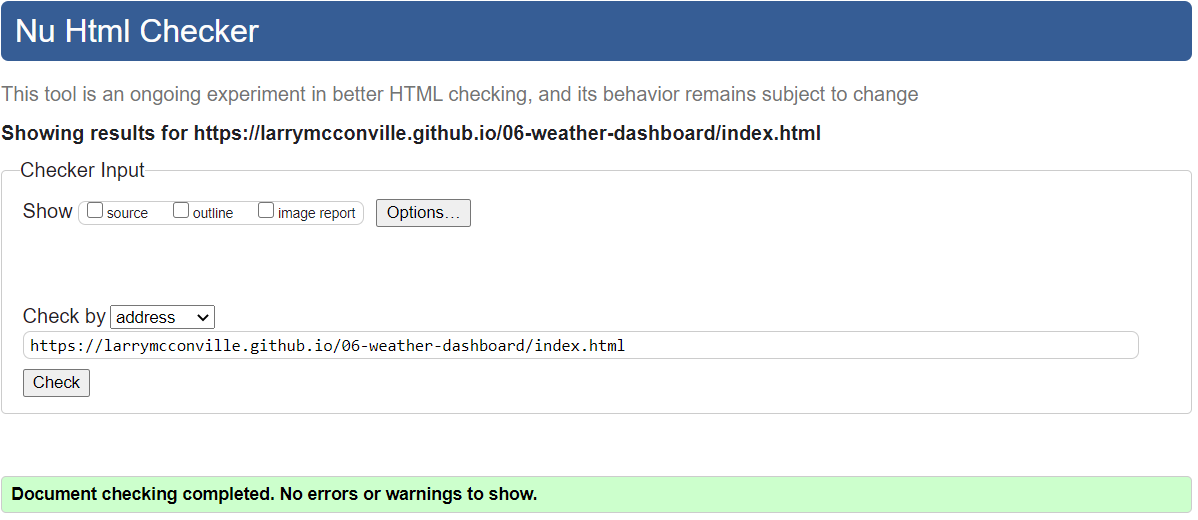 Nu Html Checker
This tool is an ongoing experiment in better HTML checking, and its behavior remains subject to change
Showing results for https://larrymcconville.github.io/06-weather-dashboard/index.html
Checker Input
Show source outline image report Options…
Check by address
https://larrymcconville.github.io/06-weather-dashboard/index.html
Check
Document checking completed. No errors or warnings to show.